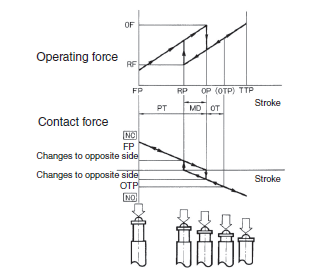 OF
Operating force
RF
FP RP OP (OTP) TTP
Stroke
PT MD OT
Contact force
NC
FP
Changes to opposite side
Changes to opposite side
Stroke
OTP
NO